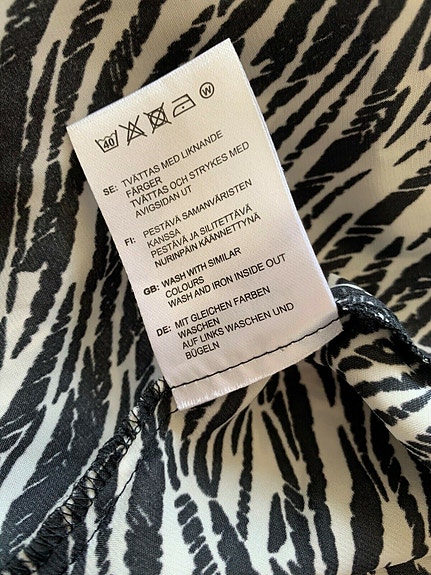 40 W
SE: TVÄTTAS MED LIKNANDE
FÄRGER
TVÄTTAS OCH STRYKES MED
AVIGSIDAN UT
FI: PESTÄVÄ SAMANVÄRISTEN
KANSSA
PESTÄVÄ JA SILITETTÄVÄ
NURINPÄIN KÄÄNNETTYNÄ
GB: WASH WITH SIMILAR
COLOURS
WASH AND IRON INSIDE OUT
DE: MIT GLEICHEN FARBEN
WASCHEN
AUF LINKS WASCHEN UND
BÜGELN